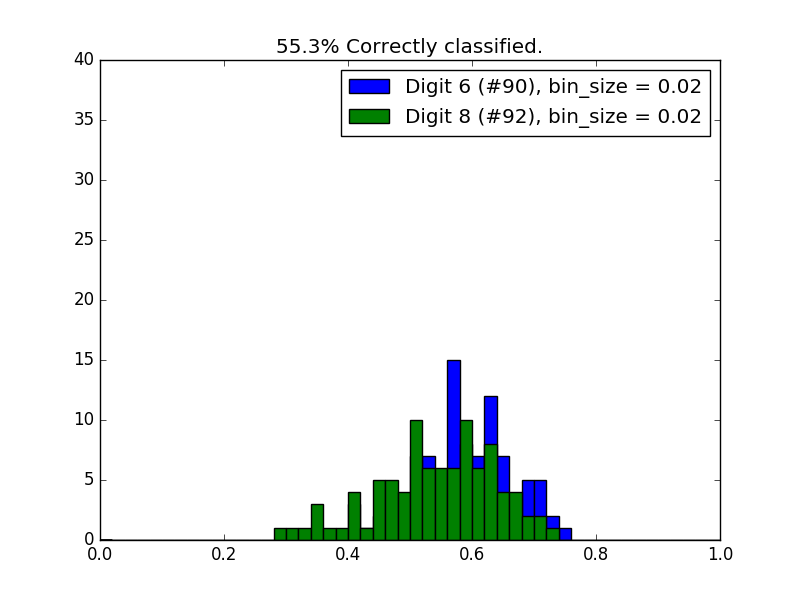 55.3% Correctly classified.
40
35
30
25
20
15
10
5
0
Digit 6 (#90), bin_size = 0.02
Digit 8 (#92), bin_size = 0.02
0.0 0.2 0.4 0.6 0.8 1.0